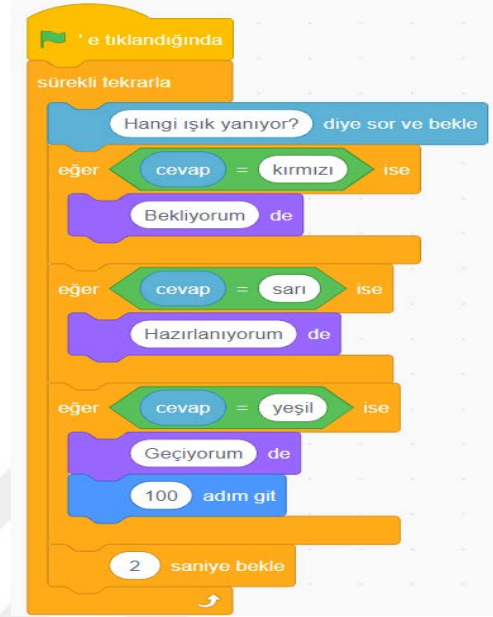 ' e tıklandığında
sürekli tekrarla
Hangi ışık yanıyor? diye sor ve bekle
eğer cevap = kırmızı ise
Bekliyorum de
eğer cevap = sarı ise
Hazırlanıyorum de
eğer cevap = yeşil ise
Geçiyorum de
100 adım git
2 saniye bekle